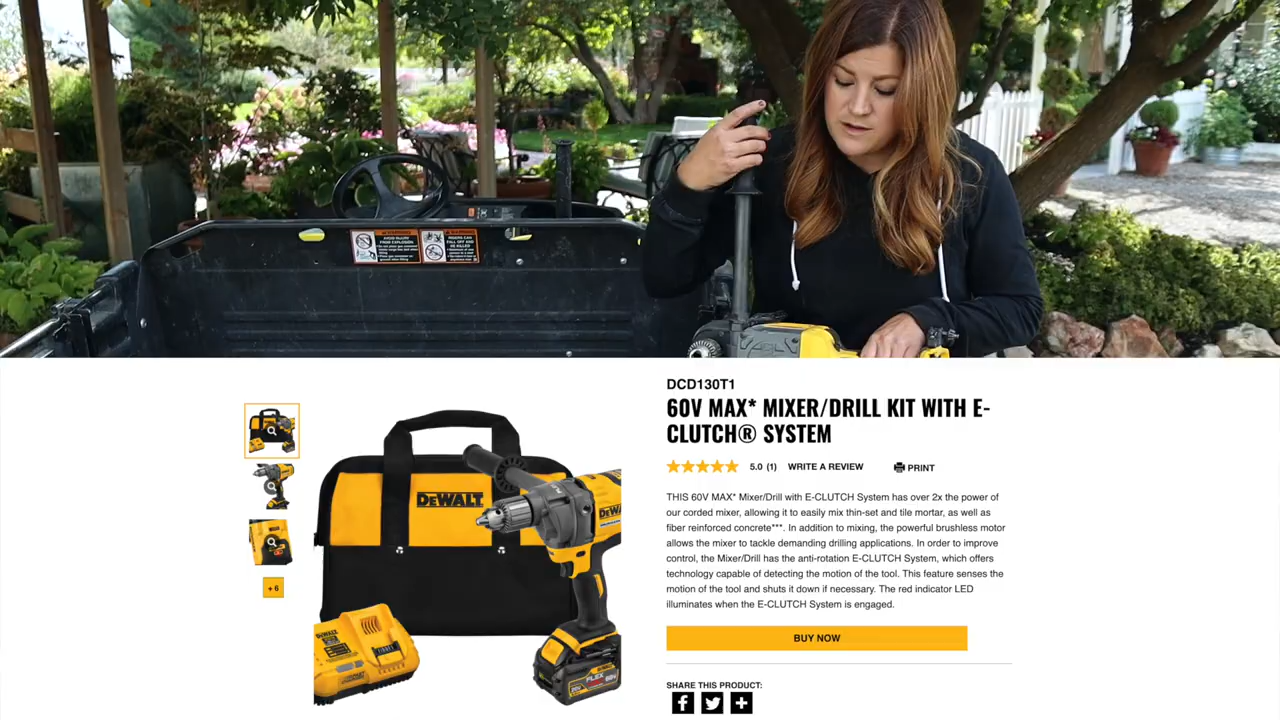 WARNING
WARNING
DCD130T1
60V MAX* MIXER/DRILL KIT WITH E-
CLUTCH® SYSTEM
5.0 (1) WRITE A REVIEW PRINT
THIS 60V MAX* Mixer/Drill with E-CLUTCH System has over 2x the power of
our corded mixer, allowing it to easily mix thin-set and tile mortar, as well as
fiber reinforced concrete***. In addition to mixing, the powerful brushless motor
allows the mixer to tackle demanding drilling applications. In order to improve
control, the Mixer/Drill has the anti-rotation E-CLUTCH System, which offers
technology capable of detecting the motion of the tool. This feature senses the
motion of the tool and shuts it down if necessary. The red indicator LED
illuminates when the E-CLUTCH System is engaged.
BUY NOW
SHARE THIS PRODUCT:
+ 6
DEWALT
DEWALT
FLEX